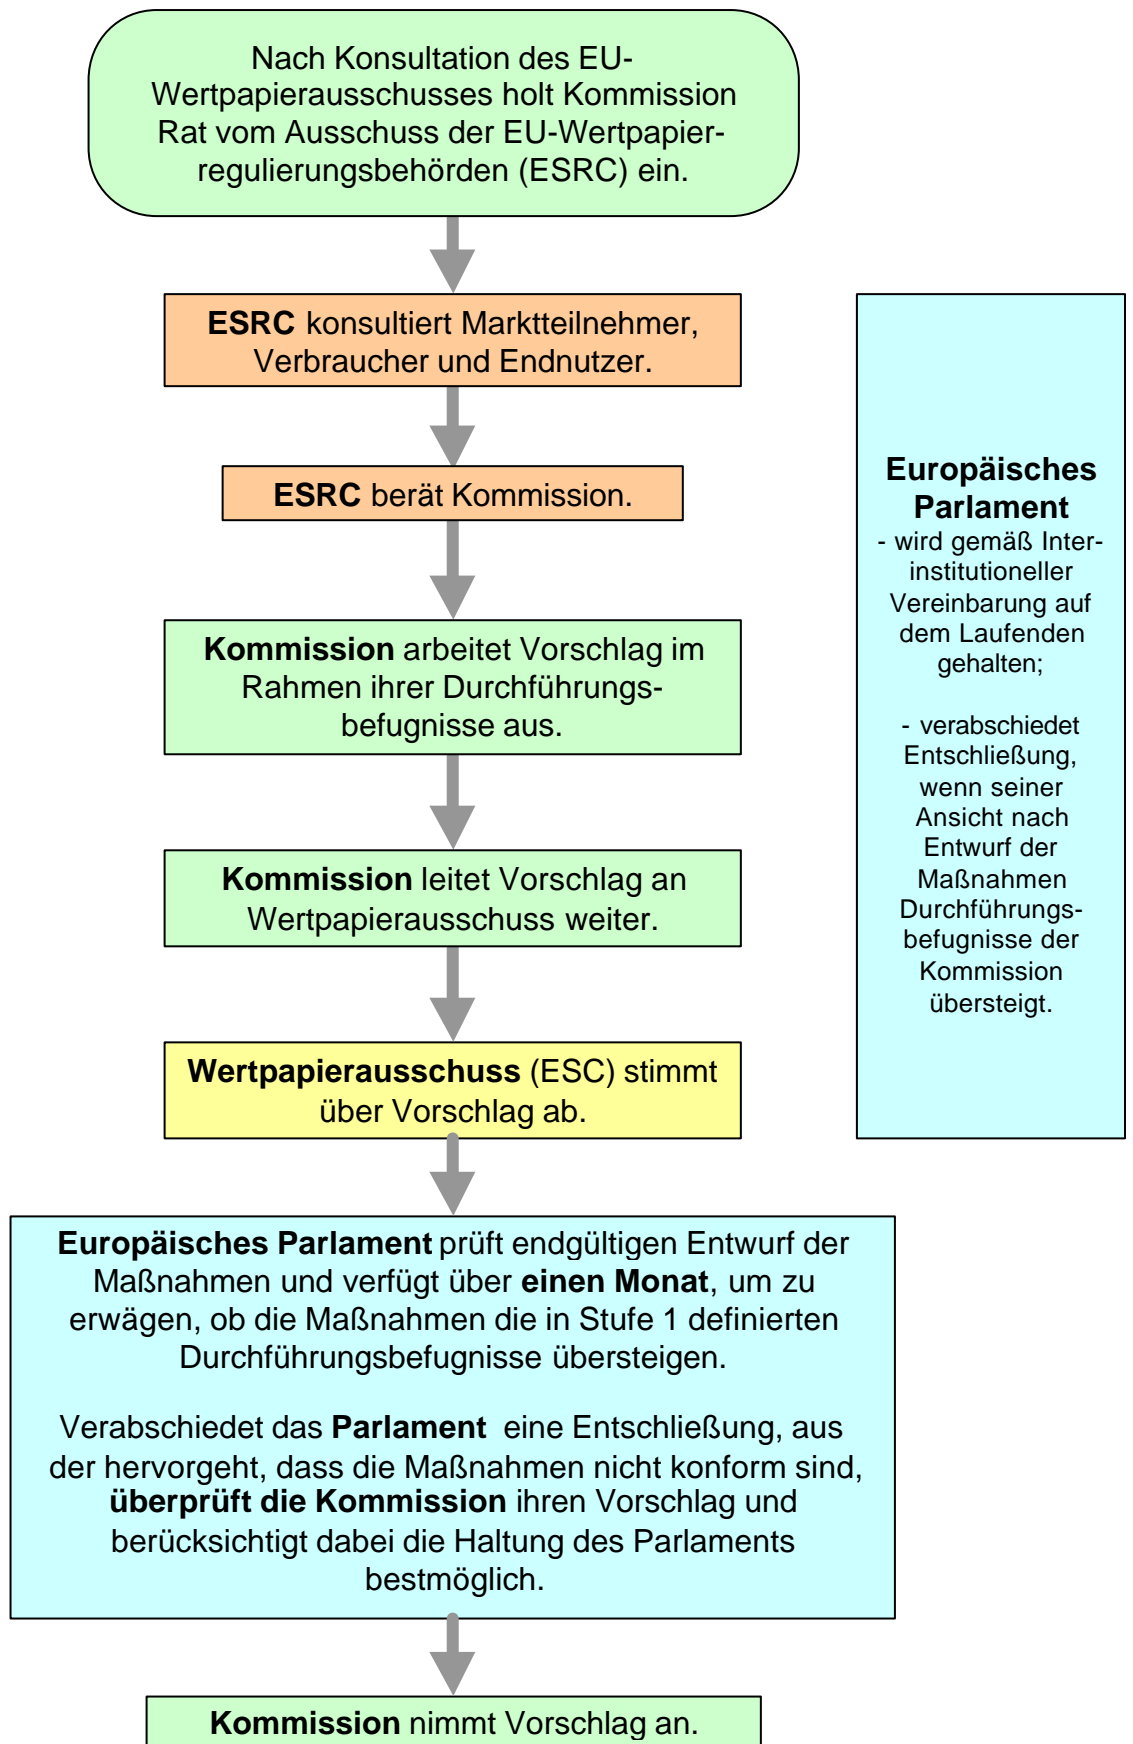 Nach Konsultation des EU-
Wertpapierausschusses holt Kommission
Rat vom Ausschuss der EU-Wertpapier-
regulierungsbehörden (ESRC) ein.
ESRC konsultiert Marktteilnehmer,
Verbraucher und Endnutzer.
ESRC berät Kommission.
Kommission arbeitet Vorschlag im
Rahmen ihrer Durchführungs-
befugnisse aus.
Kommission leitet Vorschlag an
Wertpapierausschuss weiter.
Wertpapierausschuss (ESC) stimmt
über Vorschlag ab.
Europäisches
Parlament
- wird gemäß Inter-
institutioneller
Vereinbarung auf
dem Laufenden
gehalten;
- verabschiedet
Entschließung,
wenn seiner
Ansicht nach
Entwurf der
Maßnahmen
Durchführungs-
befugnisse der
Kommission
übersteigt.
Europäisches Parlament prüft endgültigen Entwurf der
Maßnahmen und verfügt über einen Monat, um zu
erwägen, ob die Maßnahmen die in Stufe 1 definierten
Durchführungsbefugnisse übersteigen.
Verabschiedet das Parlament eine Entschließung, aus
der hervorgeht, dass die Maßnahmen nicht konform sind,
überprüft die Kommission ihren Vorschlag und
berücksichtigt dabei die Haltung des Parlaments
bestmöglich.
Kommission nimmt Vorschlag an.